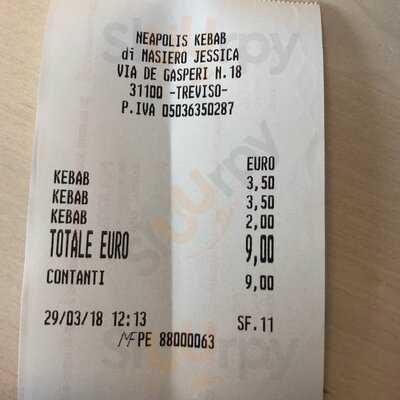 NEAPOLIS KEBAB
di MASIERO JESSICA
VIA DE GASPERI N.18
31100 -TREVISO-
P.IVA 05036350287
EURO
KEBAB 3,50
KEBAB 3,50
KEBAB 2,00
TOTALE EURO 9,00
CONTANTI 9,00
29/03/18 12:13 SF.11
MF PE 88000063